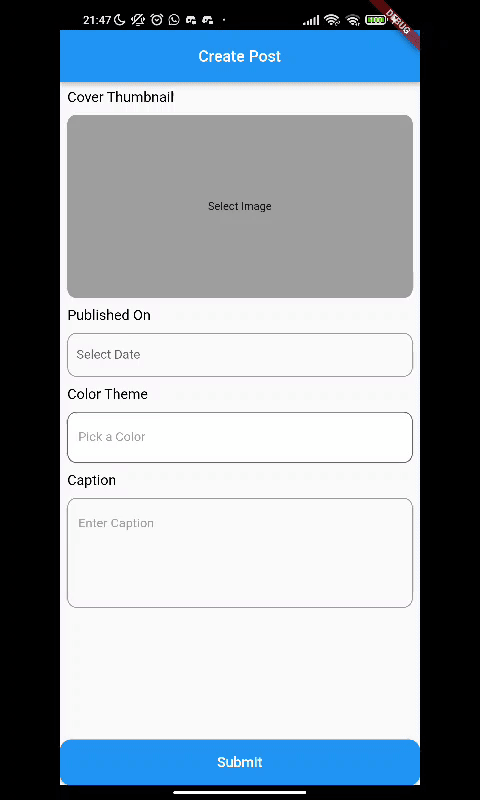 21:47
100
DEBUG
Create Post
Cover Thumbnail
Select Image
Published On
Select Date
Color Theme
Pick a Color
Caption
Enter Caption
Submit